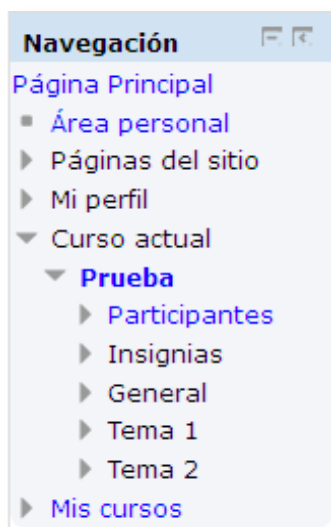 Navegación
Página Principal
Área personal
Páginas del sitio
Mi perfil
Curso actual
Prueba
Participantes
Insignias
General
Tema 1
Tema 2
Mis cursos